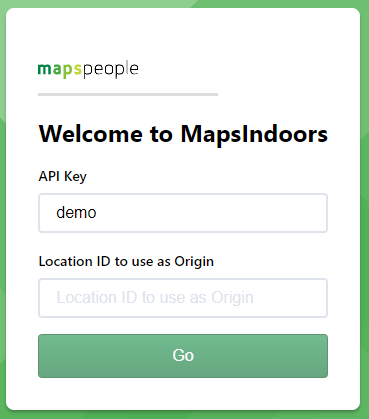 mapspeople
Welcome to MapsIndoors
API Key
demo
Location ID to use as Origin
Location ID to use as Origin
Go